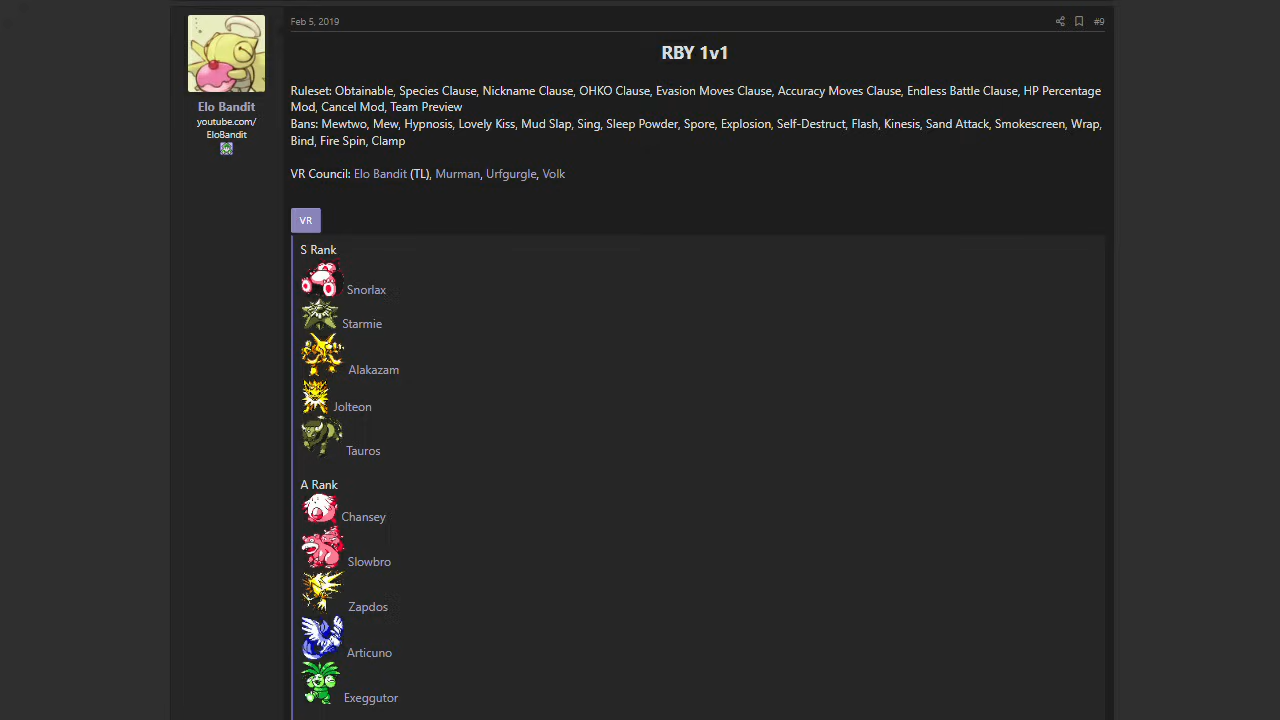 Feb 5, 2019
#9
Elo Bandit
youtube.com/
EloBandit
RBY 1v1
Ruleset: Obtainable, Species Clause, Nickname Clause, OHKO Clause, Evasion Moves Clause, Accuracy Moves Clause, Endless Battle Clause, HP Percentage
Mod, Cancel Mod, Team Preview
Bans: Mewtwo, Mew, Hypnosis, Lovely Kiss, Mud Slap, Sing, Sleep Powder, Spore, Explosion, Self-Destruct, Flash, Kinesis, Sand Attack, Smokescreen, Wrap,
Bind, Fire Spin, Clamp
VR Council: Elo Bandit (TL), Murman, Urfgurgle, Volk
VR
S Rank
Snorlax
Starmie
Alakazam
Jolteon
Tauros
A Rank
Chansey
Slowbro
Zapdos
Articuno
Exeggutor